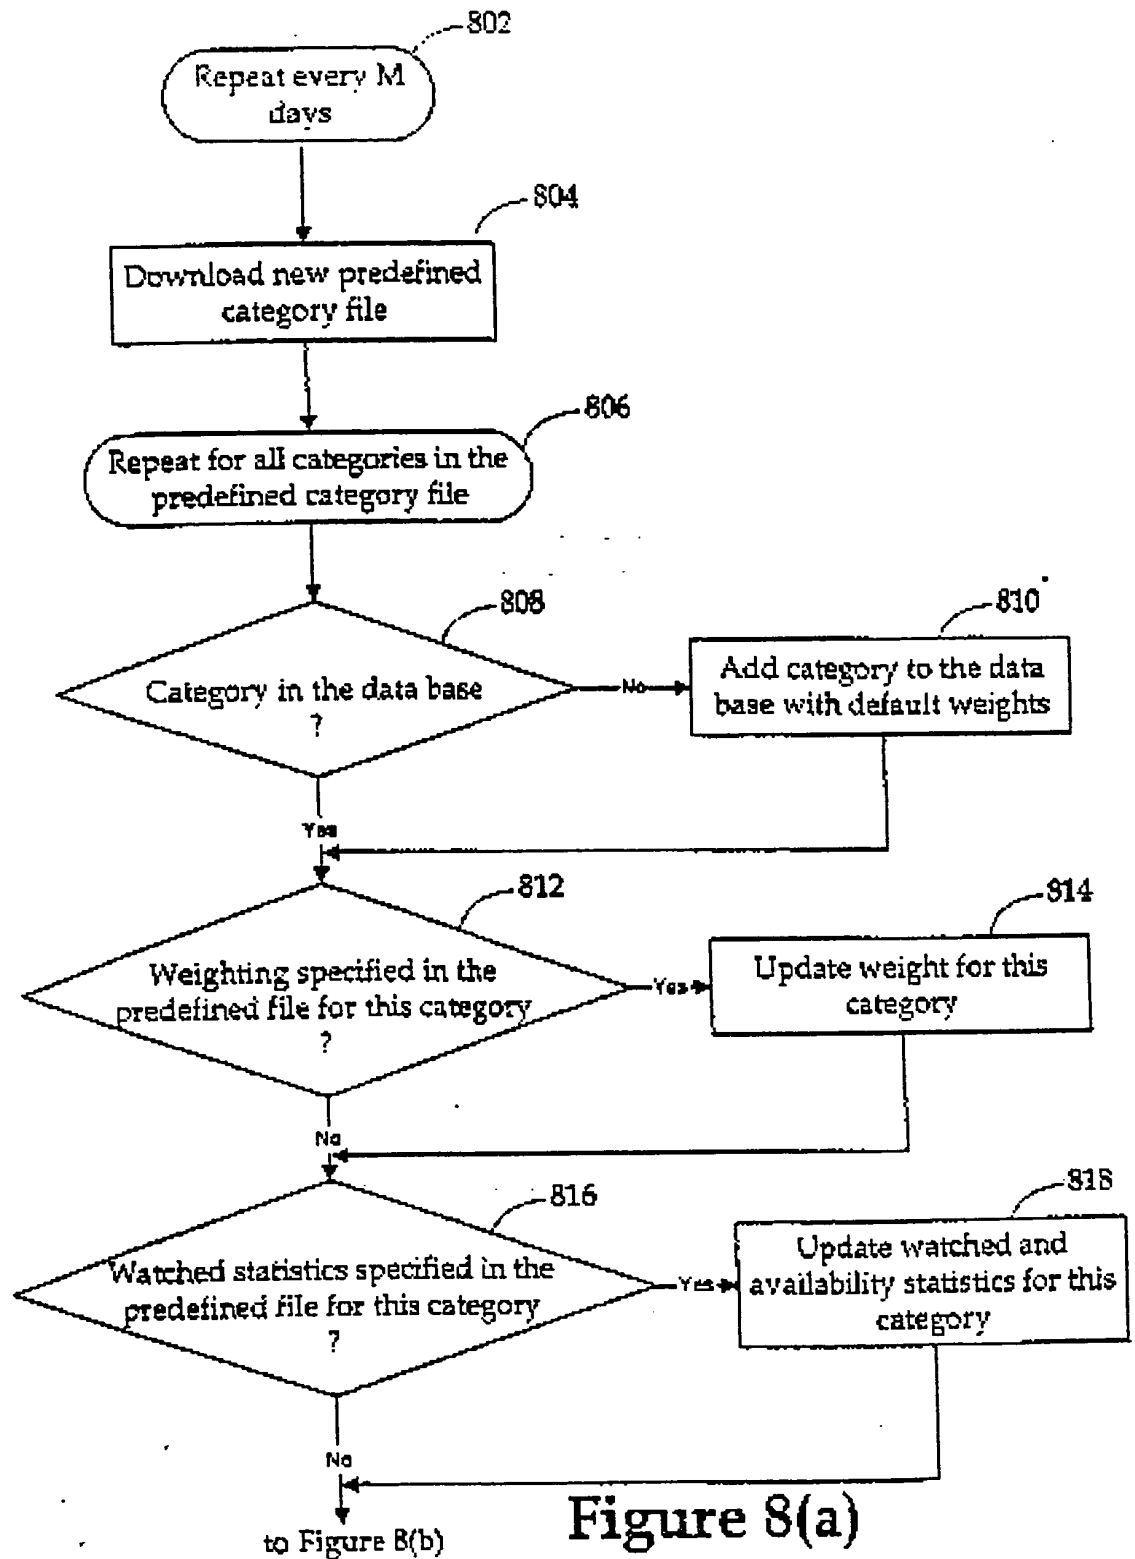 802
Repeat every M
days
804
Download new predefined
category file
806
Repeat for all categories in the
predefined category file
808
Category in the data base
?
No
810
Add category to the data
base with default weights
Yes
812
Weighting specified in the
predefined file for this category
?
Yes
814
Update weight for this
category
No
816
Watched statistics specified in the
predefined file for this category
?
Yes
818
Update watched and
availability statistics for this
category
No
to Figure 8(b)
Figure 8(a)